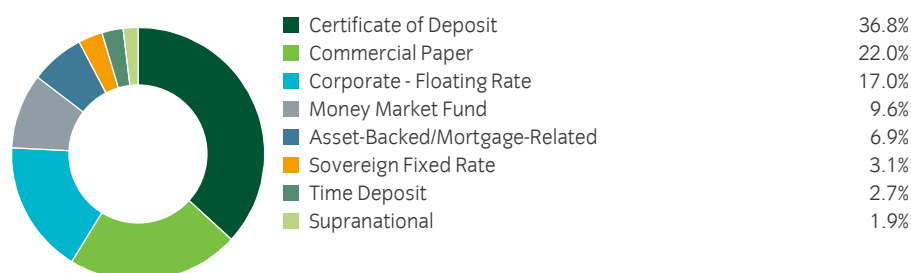 Certificate of Deposit 36.8%
Commercial Paper 22.0%
Corporate - Floating Rate 17.0%
Money Market Fund 9.6%
Asset-Backed/Mortgage-Related 6.9%
Sovereign Fixed Rate 3.1%
Time Deposit 2.7%
Supranational 1.9%